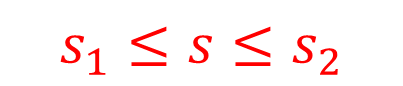 s₁ ≤ s ≤ s₂